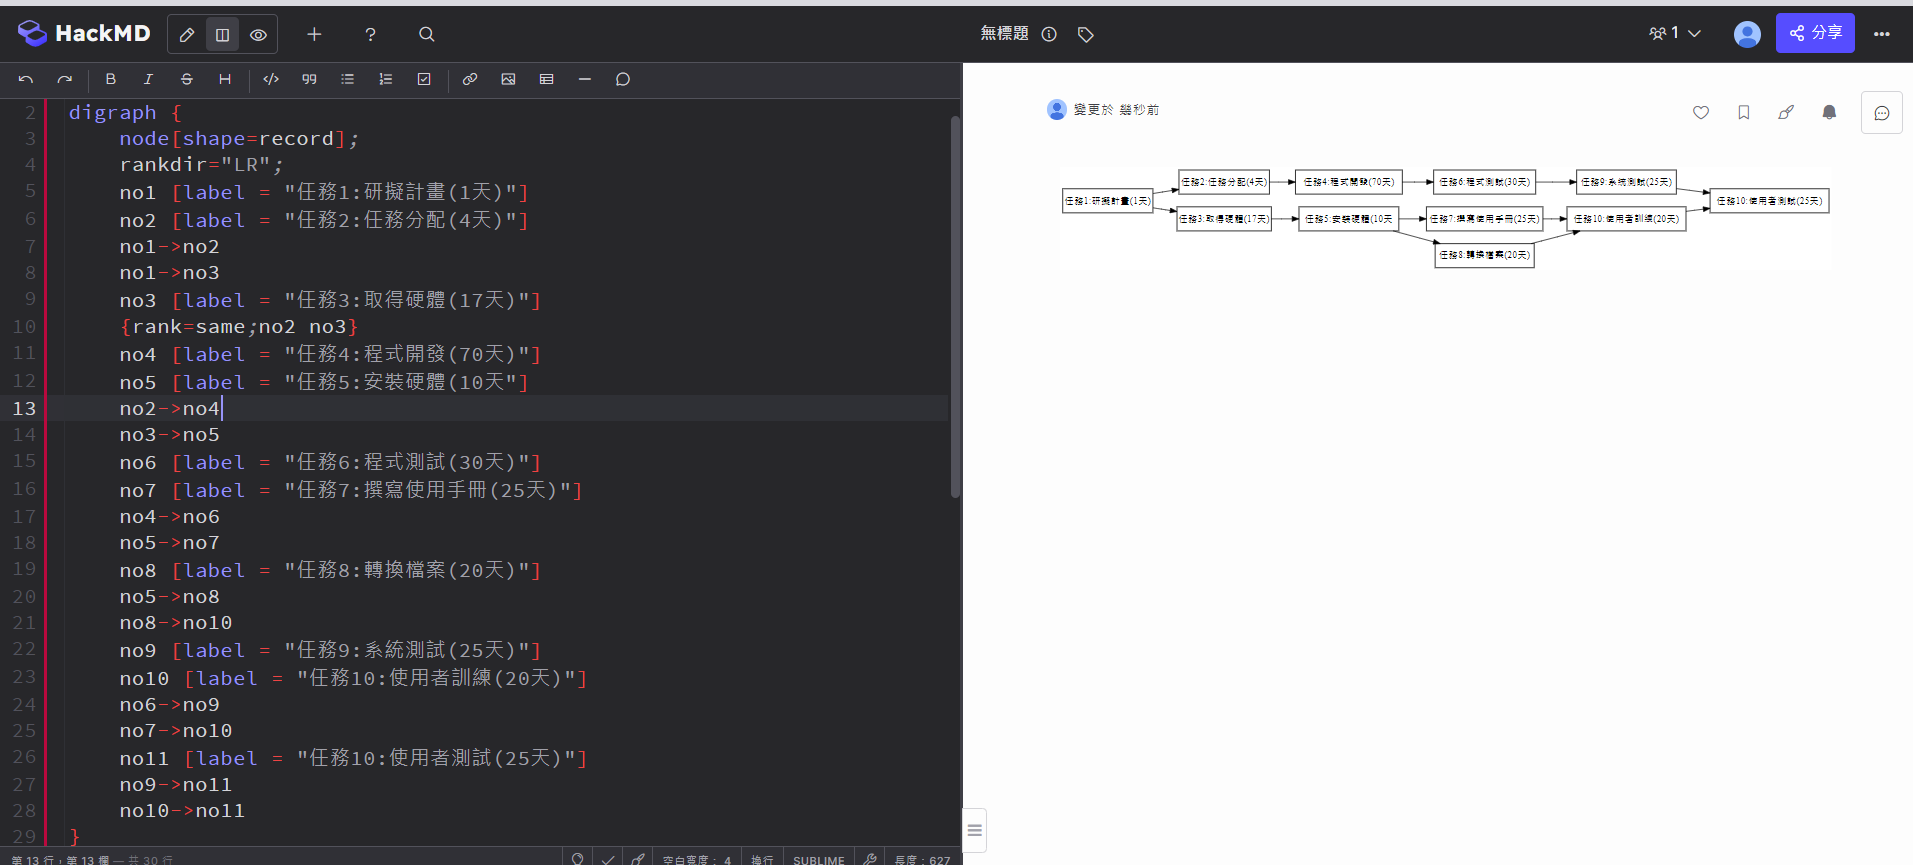 HackMD
無標題
1
分享
2 digraph {
3 node[shape=record];
4 rankdir="LR";
5 no1 [label = "任務1:研擬計畫(1天)"]
6 no2 [label = "任務2:任務分配(4天)"]
7 no1->no2
8 no1->no3
9 no3 [label = "任務3:取得硬體(17天)"]
10 {rank=same;no2 no3}
11 no4 [label = "任務4:程式開發(70天)"]
12 no5 [label = "任務5:安裝硬體(10天"]
13 no2->no4
14 no3->no5
15 no6 [label = "任務6:程式測試(30天)"]
16 no7 [label = "任務7:撰寫使用手冊(25天)"]
17 no4->no6
18 no5->no7
19 no8 [label = "任務8:轉換檔案(20天)"]
20 no5->no8
21 no8->no10
22 no9 [label = "任務9:系統測試(25天)"]
23 no10 [label = "任務10:使用者訓練(20天)"]
24 no6->no9
25 no7->no10
26 no11 [label = "任務10:使用者測試(25天)"]
27 no9->no11
28 no10->no11
29 }
第 13 行，第 13 欄 — 共 30 行
空白寬度： 4
換行
SUBLIME
長度：627
變更於 幾秒前
任務1:研擬計畫(1天)
任務2:任務分配(4天)
任務4:程式開發(70天)
任務6:程式測試(30天)
任務9:系統測試(25天)
任務10:使用者測試(25天)
任務3:取得硬體(17天)
任務5:安裝硬體(10天
任務7:撰寫使用手冊(25天)
任務10:使用者訓練(20天)
任務8:轉換檔案(20天)